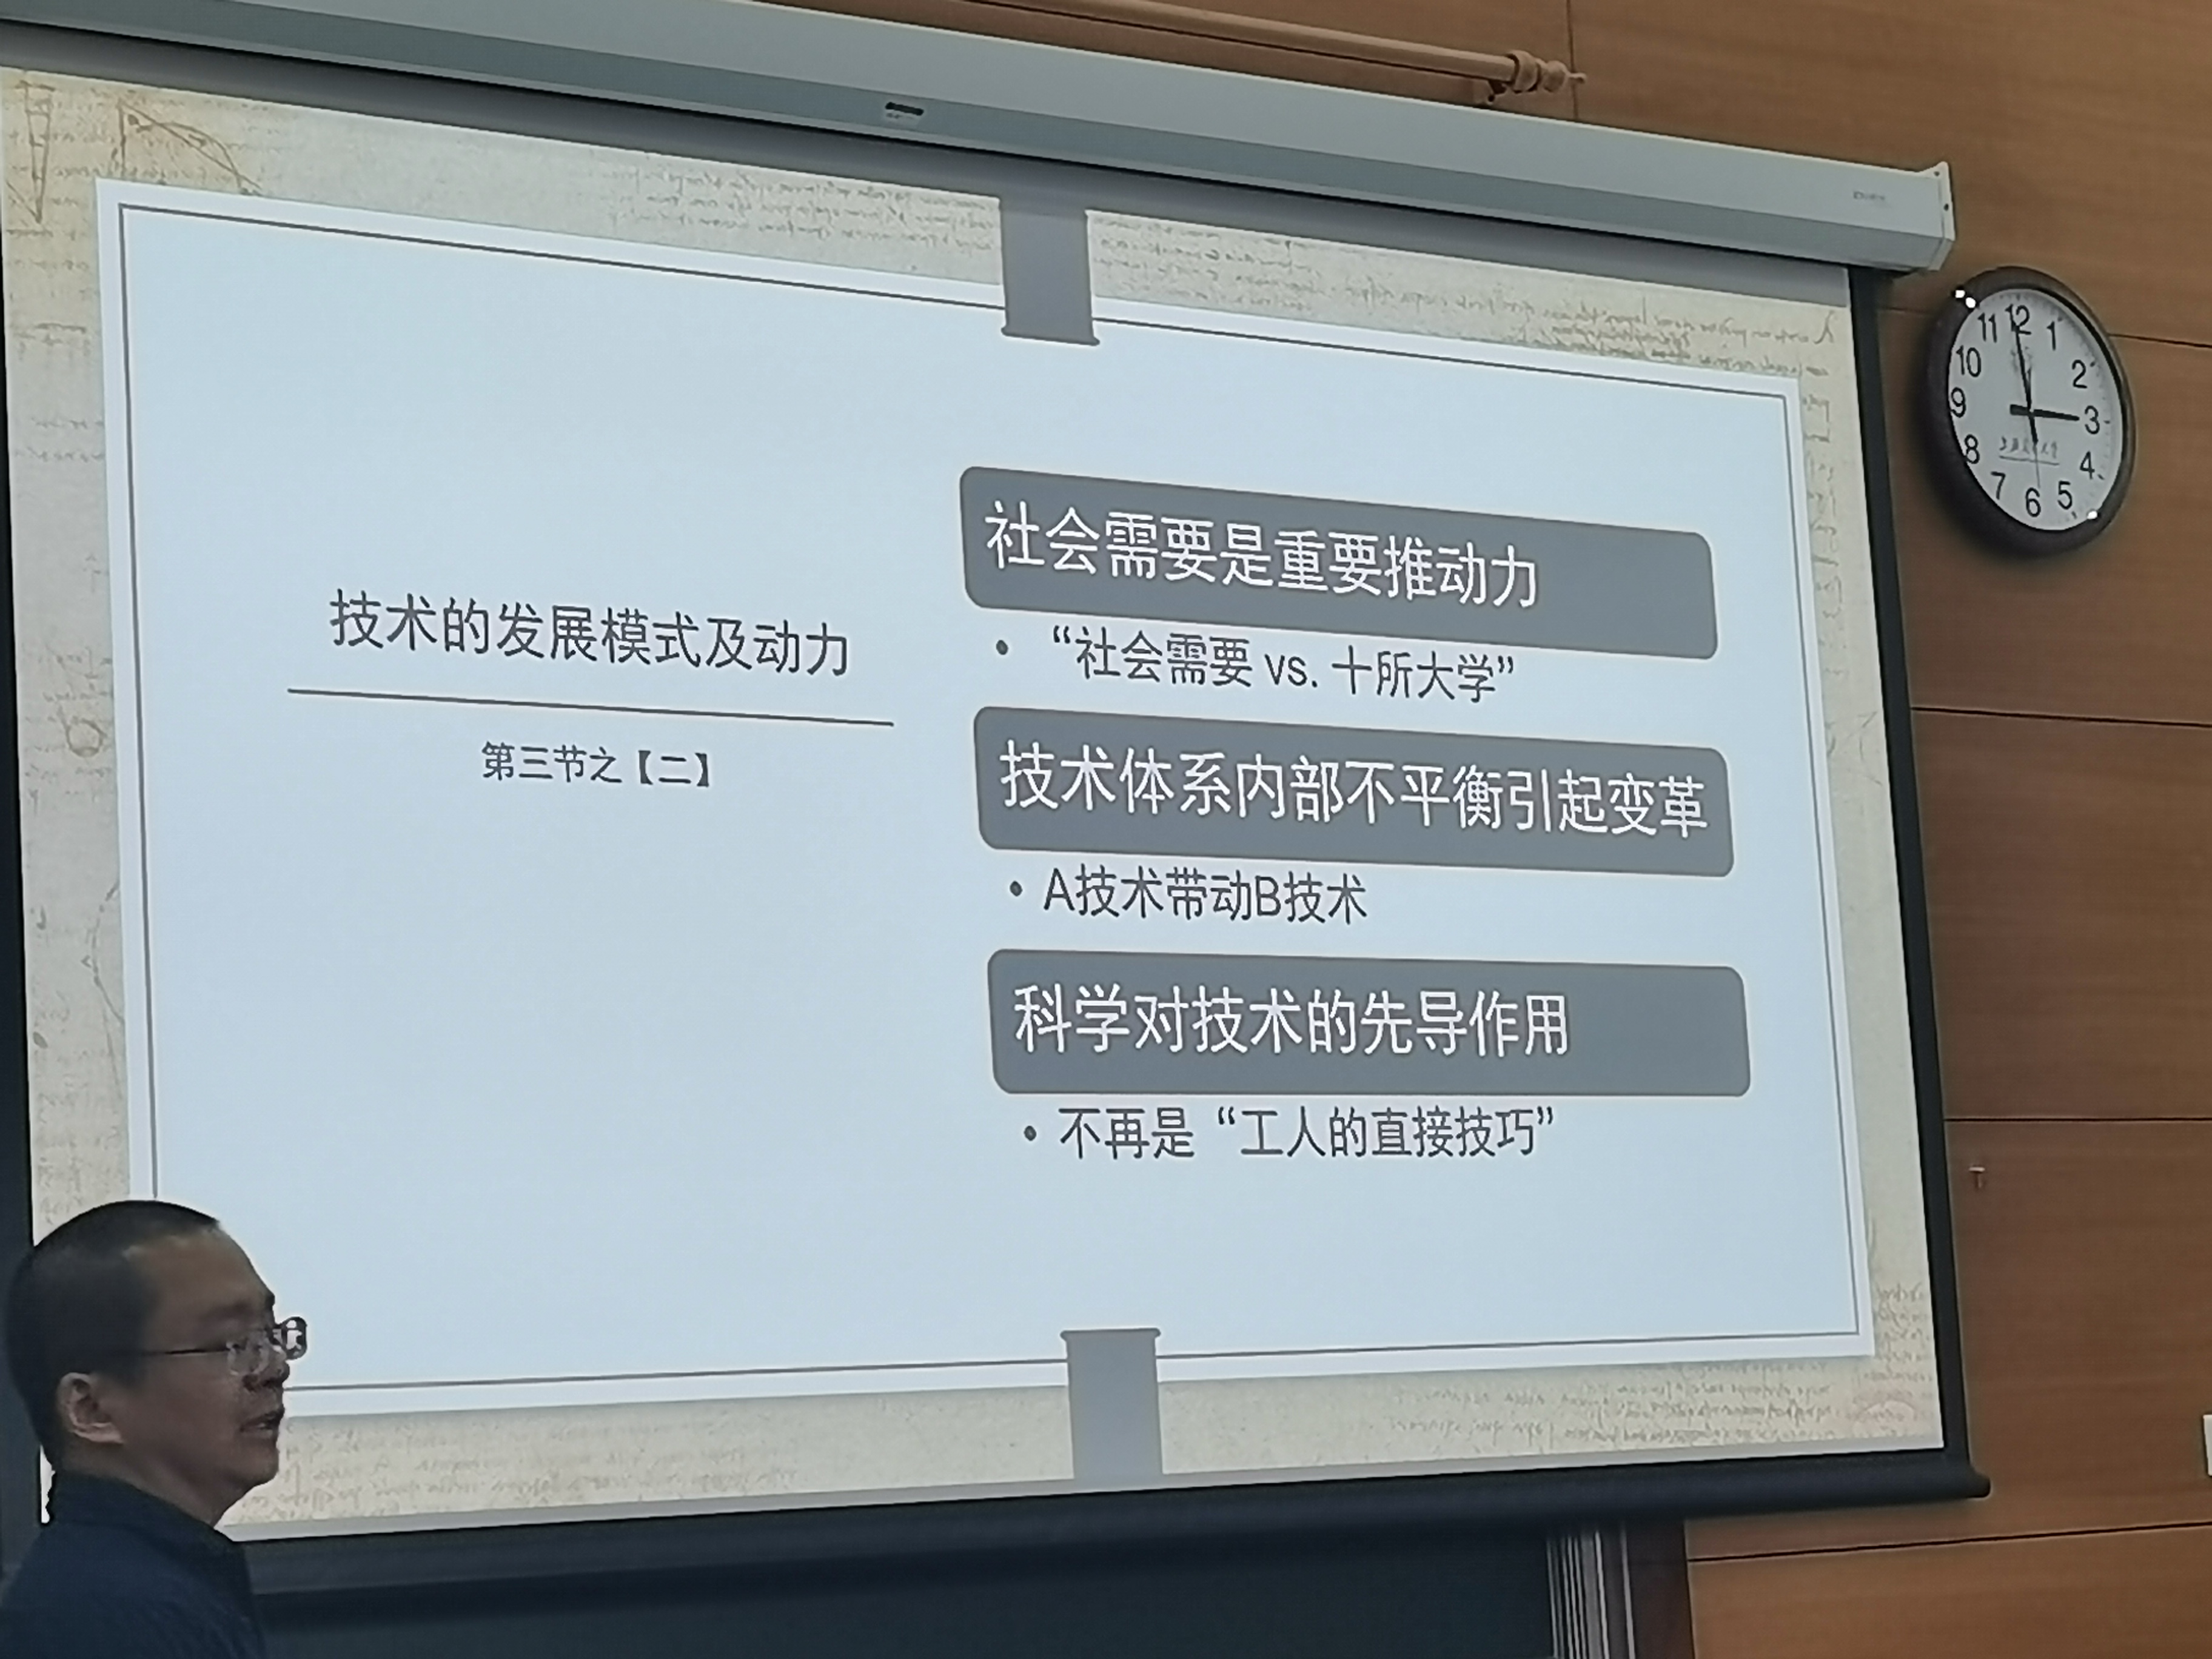 技术的发展模式及动力
第三节之【二】
社会需要是重要推动力
• “社会需要 vs. 十所大学”
技术体系内部不平衡引起变革
• A技术带动B技术
科学对技术的先导作用
• 不再是“工人的直接技巧”
12
1
2
3
4
5
6
7
8
9
10
11